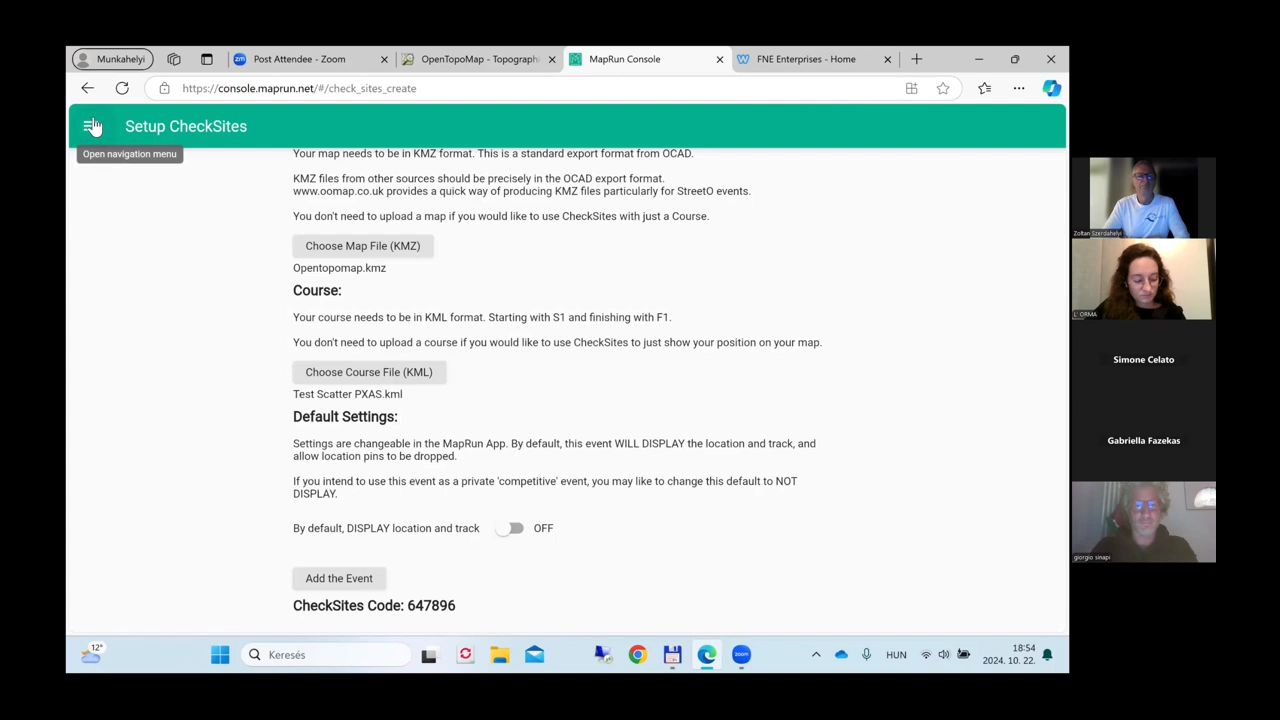 Munkahelyi
Post Attendee - Zoom
OpenTopoMap - Topograph
MapRun Console
FNE Enterprises - Home
https://console.maprun.net/#/check_sites_create
Setup CheckSites
Open navigation menu
Your map needs to be in KMZ format. This is a standard export format from OCAD.
KMZ files from other sources should be precisely in the OCAD export format.
www.oomap.co.uk provides a quick way of producing KMZ files particularly for StreetO events.
You don't need to upload a map if you would like to use CheckSites with just a Course.
Choose Map File (KMZ)
Opentopomap.kmz
Course:
Your course needs to be in KML format. Starting with S1 and finishing with F1.
You don't need to upload a course if you would like to use CheckSites to just show your position on your map.
Choose Course File (KML)
Test Scatter PXAS.kml
Default Settings:
Settings are changeable in the MapRun App. By default, this event WILL DISPLAY the location and track, and
allow location pins to be dropped.
If you intend to use this event as a private 'competitive' event, you may like to change this default to NOT
DISPLAY.
By default, DISPLAY location and track OFF
Add the Event
CheckSites Code: 647896
12°
Keresés
zoom
HUN
18:54
2024. 10. 22.
Zoltan Szerdahelyi
L' ORMA
Simone Celato
Gabriella Fazekas
giorgio sinapi